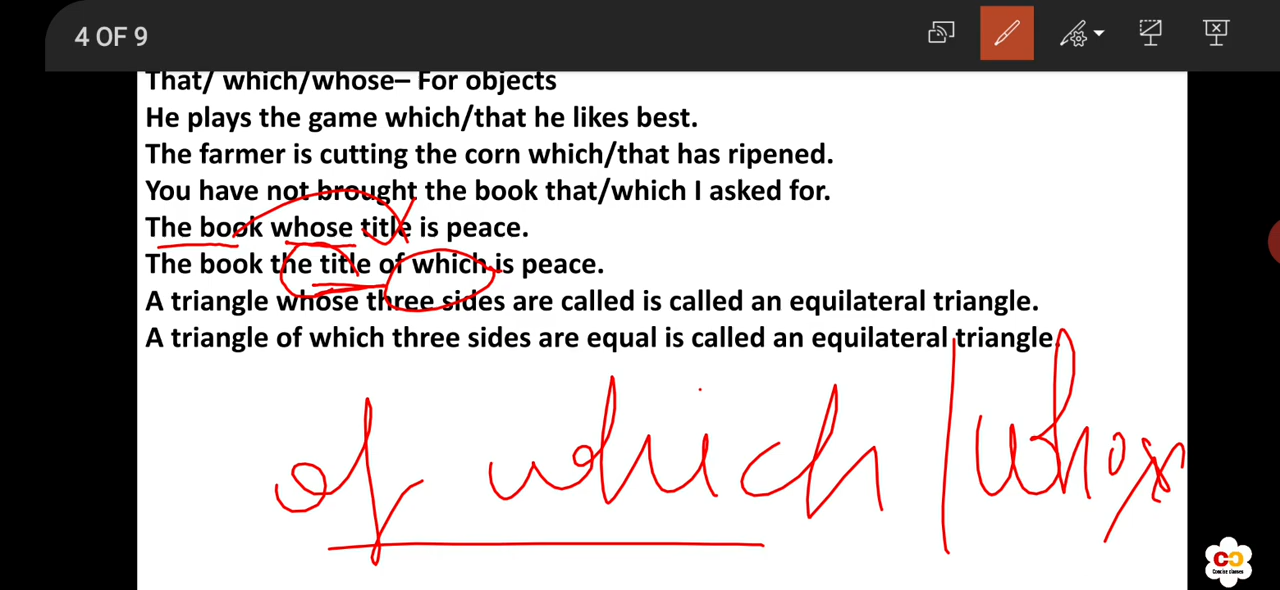 4 OF 9
That/ which/whose– For objects
He plays the game which/that he likes best.
The farmer is cutting the corn which/that has ripened.
You have not brought the book that/which I asked for.
The book whose title is peace.
The book the title of which is peace.
A triangle whose three sides are called is called an equilateral triangle.
A triangle of which three sides are equal is called an equilateral triangle.
of which / whose
CO
Concise classes